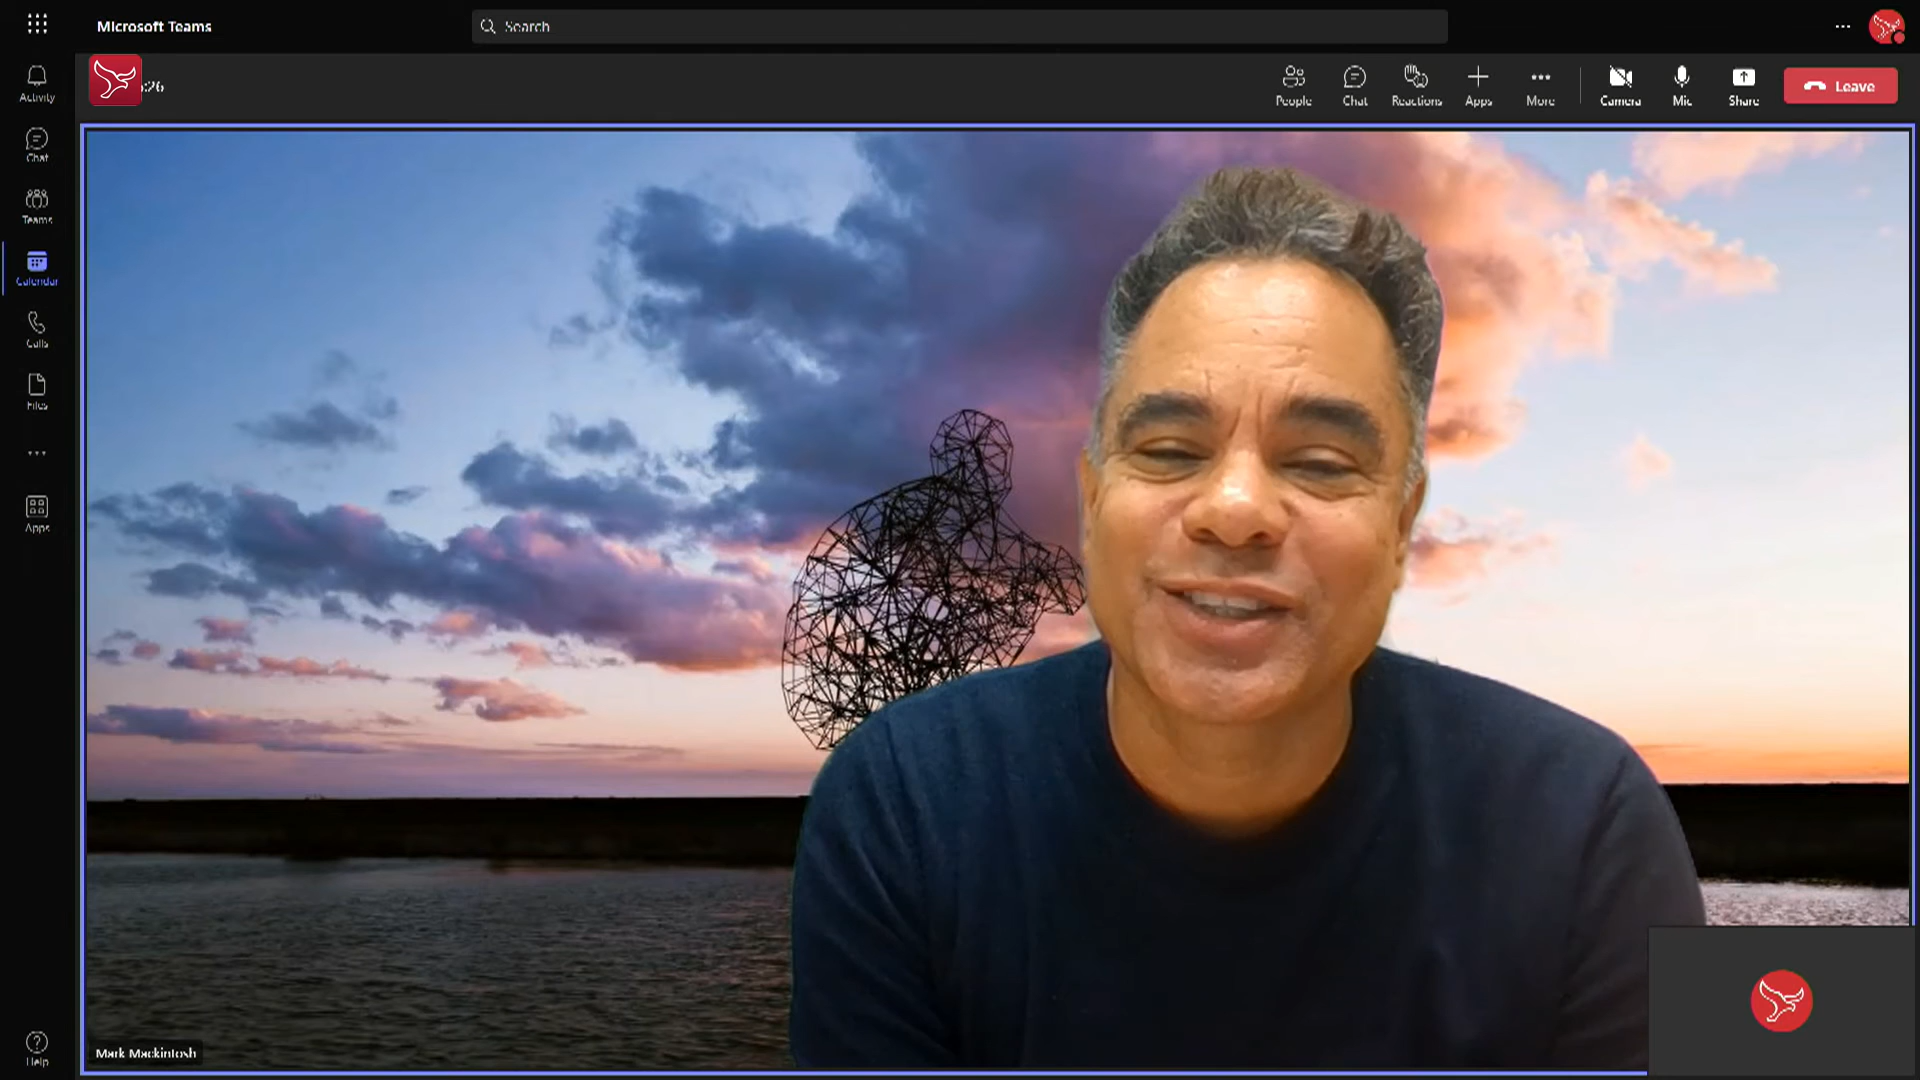 Microsoft Teams
Search
:26
People
Chat
Reactions
Apps
More
Camera
Mic
Share
Leave
Activity
Chat
Teams
Calendar
Calls
Files
Apps
Help
Mark Mackintosh